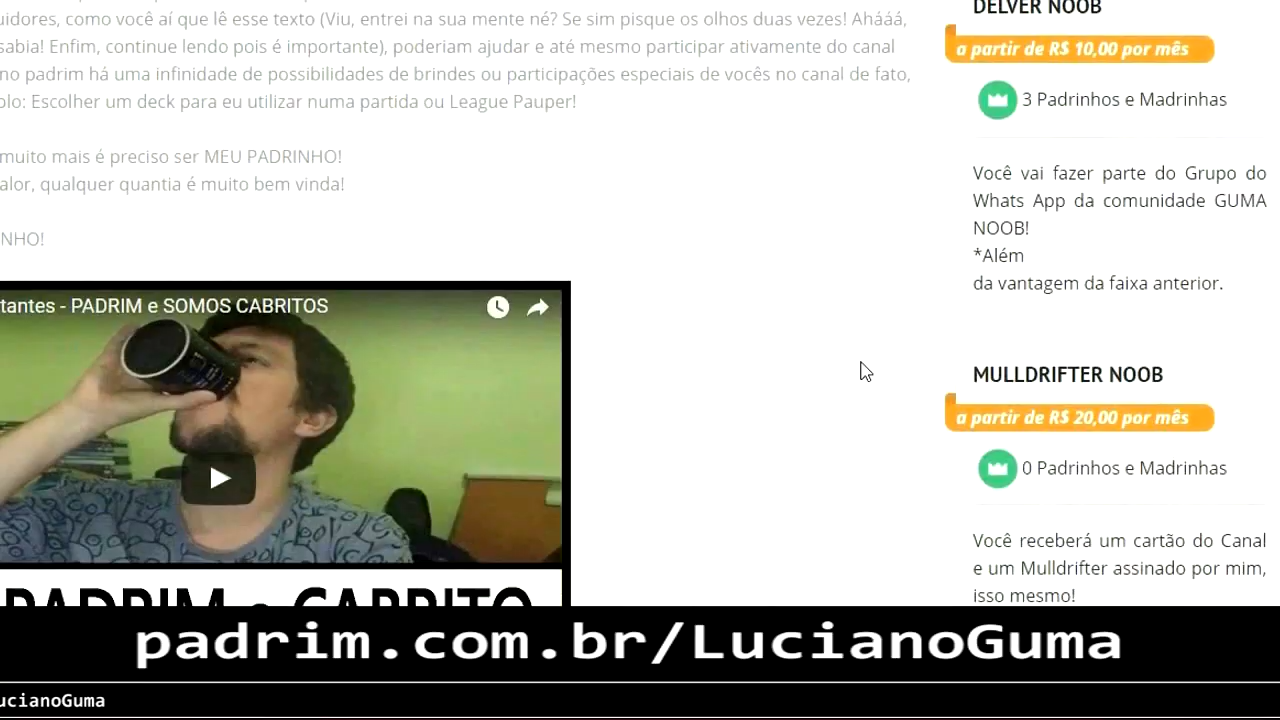 uidores, como você aí que lê esse texto (Viu, entrei na sua mente né? Se sim pisque os olhos duas vezes! Ahááá,
sabia! Enfim, continue lendo pois é importante), poderiam ajudar e até mesmo participar ativamente do canal
no padrim há uma infinidade de possibilidades de brindes ou participações especiais de vocês no canal de fato,
olo: Escolher um deck para eu utilizar numa partida ou League Pauper!
muito mais é preciso ser MEU PADRINHO!
alor, qualquer quantia é muito bem vinda!
NHO!
tantes - PADRIM e SOMOS CABRITOS
PADRIM e CABRITO
DELVER NOOB
a partir de R$ 10,00 por mês
3 Padrinhos e Madrinhas
Você vai fazer parte do Grupo do
Whats App da comunidade GUMA
NOOB!
*Além
da vantagem da faixa anterior.
MULLDRIFTER NOOB
a partir de R$ 20,00 por mês
0 Padrinhos e Madrinhas
Você receberá um cartão do Canal
e um Mulldrifter assinado por mim,
isso mesmo!
padrim.com.br/LucianoGuma
ucianoGuma